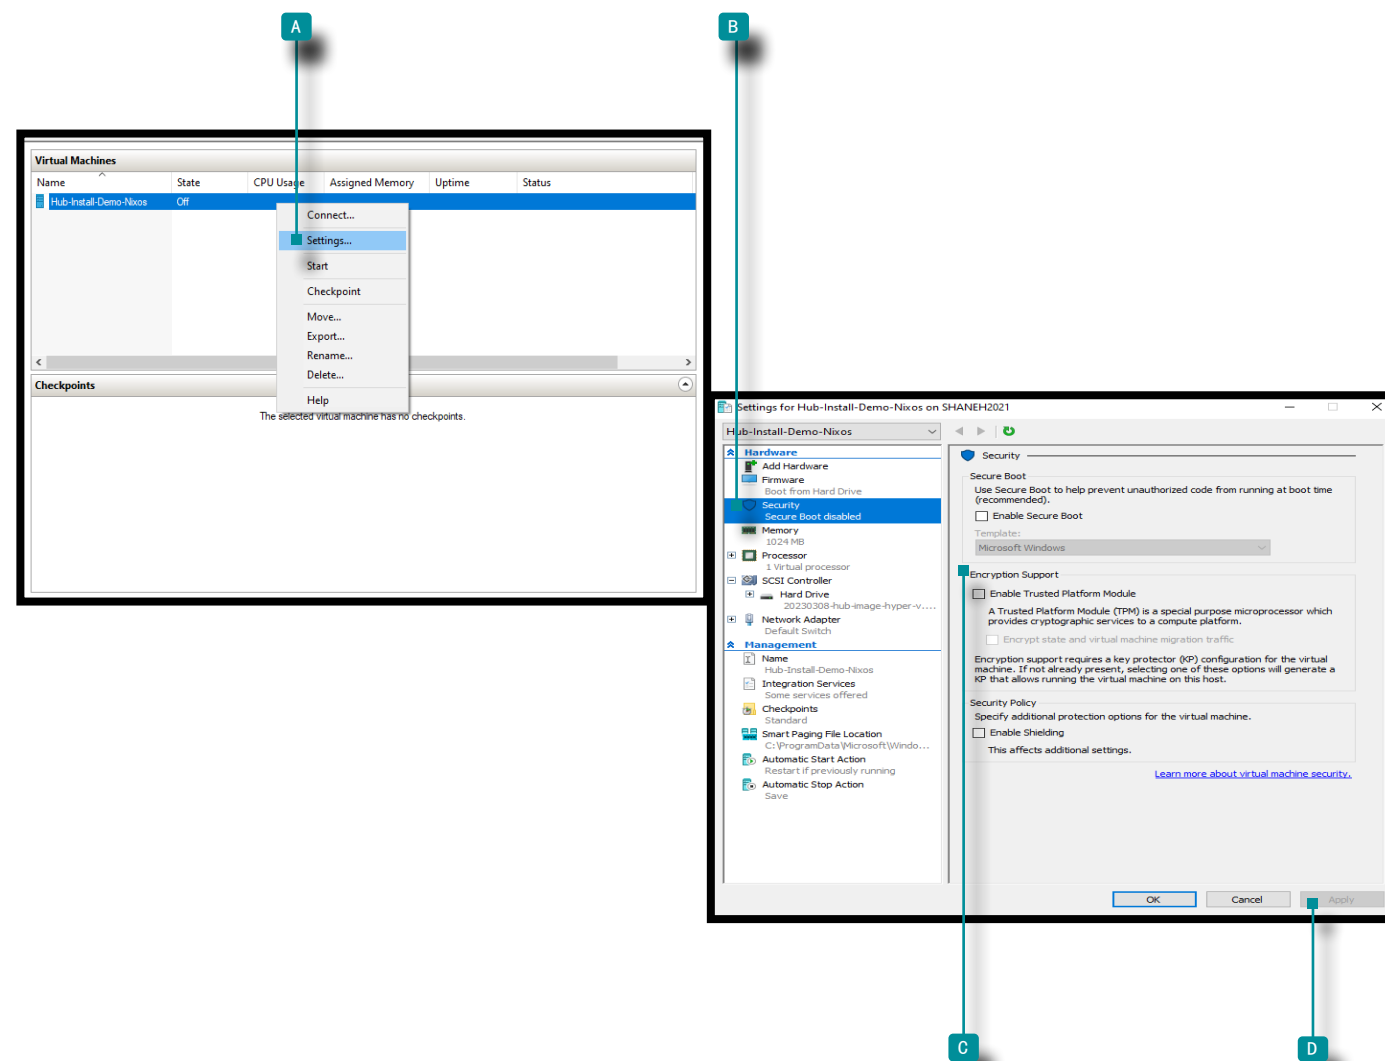 A
B
Virtual Machines
Name State CPU Usage Assigned Memory Uptime Status
Hub-Install-Demo-Nixos Off
Connect...
Settings...
Start
Checkpoint
Move...
Export...
Rename...
Delete...
Help
Checkpoints
The selected virtual machine has no checkpoints.
Settings for Hub-Install-Demo-Nixos on SHANEH2021
Hub-Install-Demo-Nixos
Hardware
Add Hardware
Firmware
Boot from Hard Drive
Security
Secure Boot disabled
Memory
1024 MB
Processor
1 Virtual processor
SCSI Controller
Hard Drive
20230308-hub-image-hyper-v....
Network Adapter
Default Switch
Management
Name
Hub-Install-Demo-Nixos
Integration Services
Some services offered
Checkpoints
Standard
Smart Paging File Location
C:\ProgramData\Microsoft\Windo...
Automatic Start Action
Restart if previously running
Automatic Stop Action
Save
Security
Secure Boot
Use Secure Boot to help prevent unauthorized code from running at boot time
(recommended).
Enable Secure Boot
Template:
Microsoft Windows
Encryption Support
Enable Trusted Platform Module
A Trusted Platform Module (TPM) is a special purpose microprocessor which
provides cryptographic services to a compute platform.
Encrypt state and virtual machine migration traffic
Encryption support requires a key protector (KP) configuration for the virtual
machine. If not already present, selecting one of these options will generate a
KP that allows running the virtual machine on this host.
Security Policy
Specify additional protection options for the virtual machine.
Enable Shielding
This affects additional settings.
Learn more about virtual machine security.
OK Cancel Apply
C
D